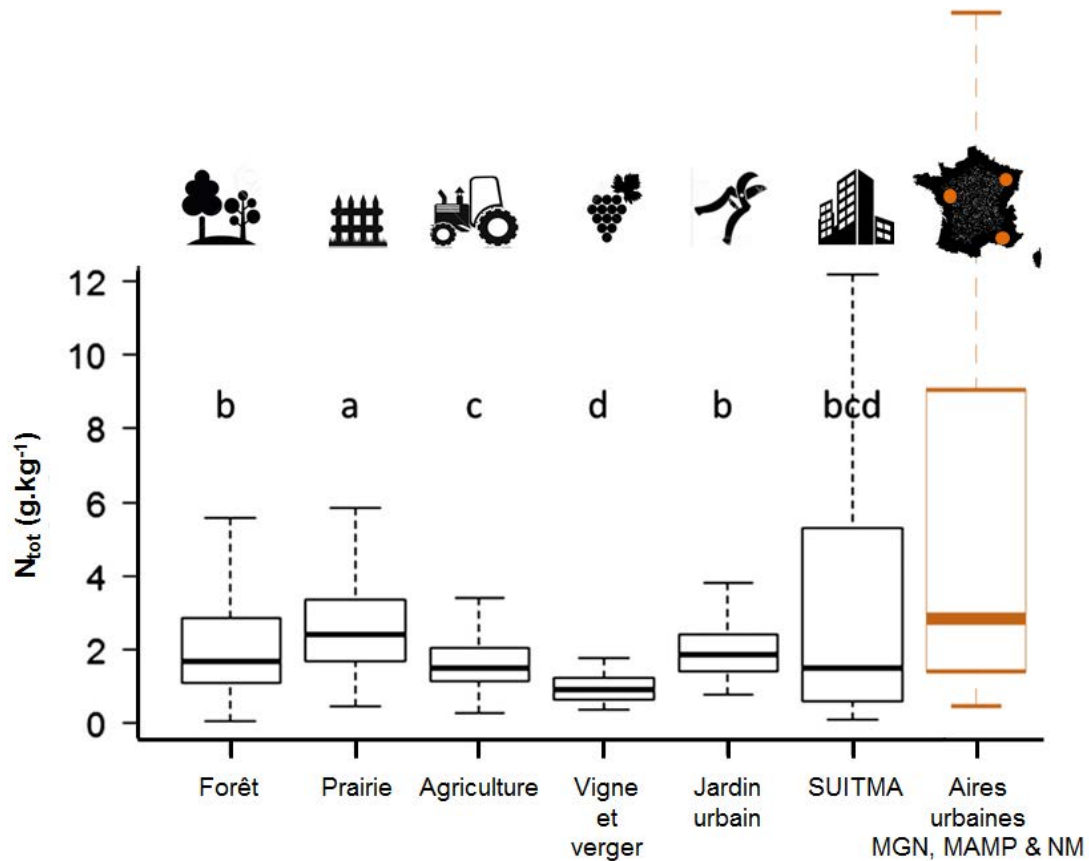 12
10
8
6
4
2
0
N_tot (g.kg⁻¹)
b a c d b bcd
Forêt
Prairie
Agriculture
Vigne
et
verger
Jardin
urbain
SUITMA
Aires
urbaines
MGN, MAMP & NM